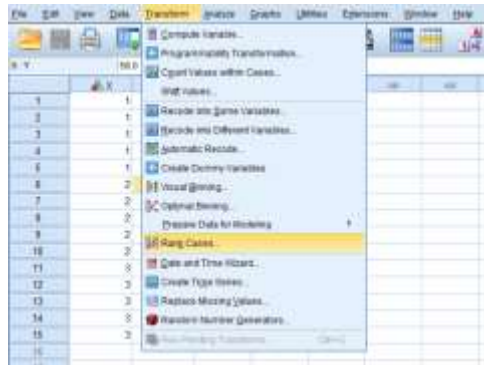 File Edit View Data Transform Analyze Graphs Utilities Extensions Window Help
Compute Variable...
Programmability Transformation...
Count Values within Cases...
Shift Values...
Recode into Same Variables...
Recode into Different Variables...
Automatic Recode...
Create Dummy Variables
Visual Binning...
Optimal Binning...
Prepare Data for Modeling
Rank Cases...
Date and Time Wizard...
Create Time Series...
Replace Missing Values...
Random Number Generators...
Run Pending Transforms Ctrl+G
X
1 1
2 1
3 1
4 1
5 1
6 2
7 2
8 2
9 2
10 2
11 3
12 3
13 3
14 3
15 3